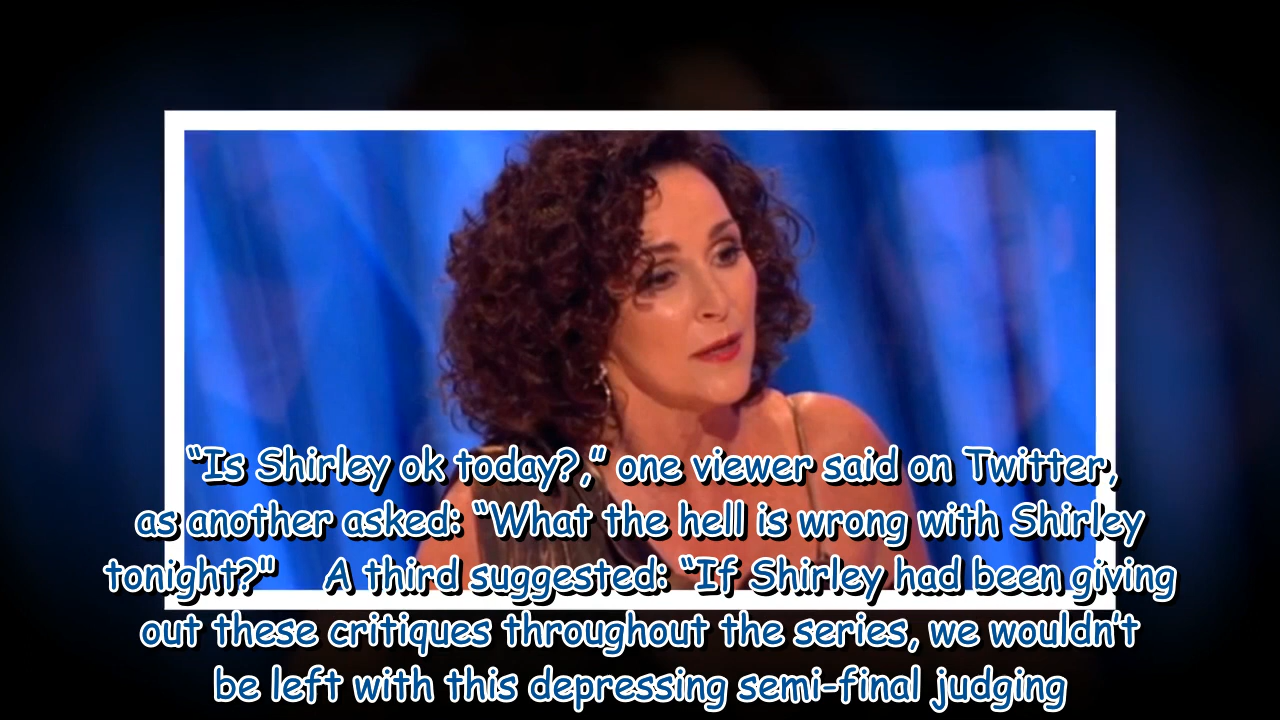 “Is Shirley ok today?,” one viewer said on Twitter,
as another asked: “What the hell is wrong with Shirley
tonight?"    A third suggested: “If Shirley had been giving
out these critiques throughout the series, we wouldn’t
be left with this depressing semi-final judging